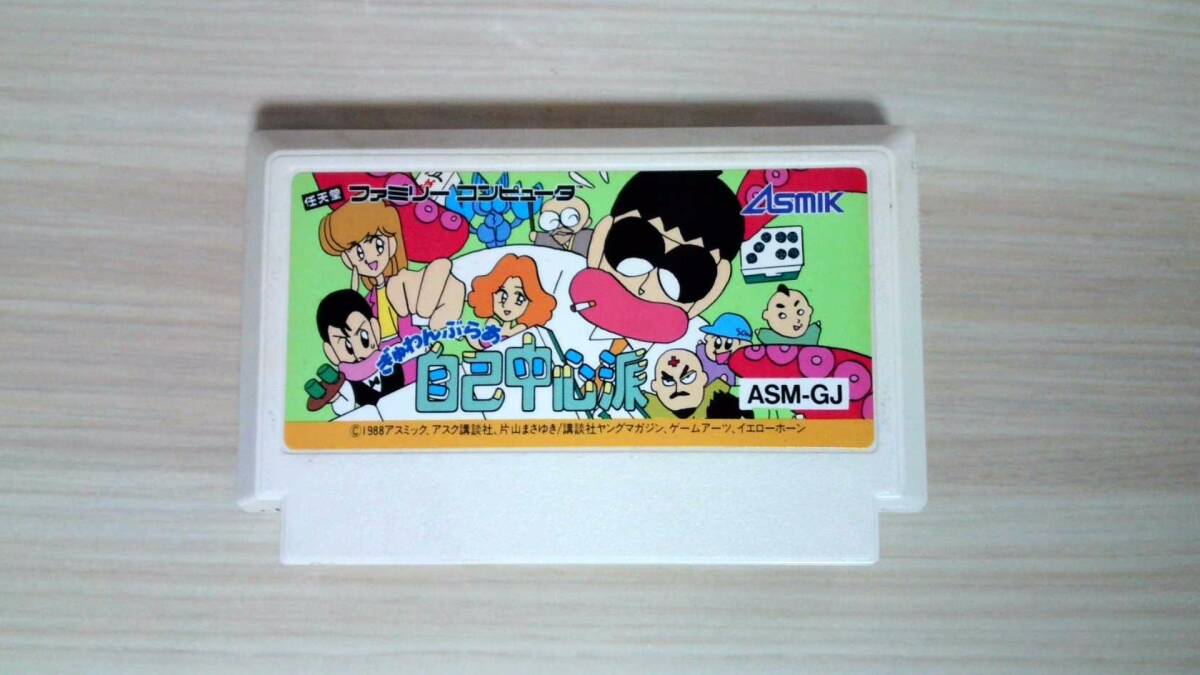 任天堂 ファミリーコンピュータ™
ASMIK
ぎゅわんぶらあ
自己中心派
ASM-GJ
©1988アスミック、アスク講談社、片山まさゆき/講談社ヤングマガジン、ゲームアーツ、イエローホーン